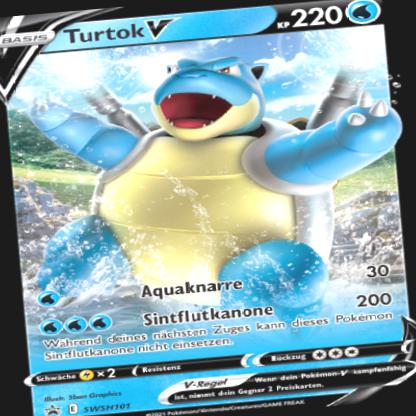 BASIS
Turtok V
KP 220
Aquaknarre 30
Sintflutkanone 200
Während deines nächsten Zuges kann dieses Pokémon
Sintflutkanone nicht einsetzen.
Schwäche ×2 Resistenz Rückzug
V-Regel Wenn dein Pokémon-V kampfunfähig
ist, nimmt dein Gegner 2 Preiskarten.
Illustr. 5ban Graphics
E SWSH101
©2021 Pokémon/Nintendo/Creatures/GAME FREAK